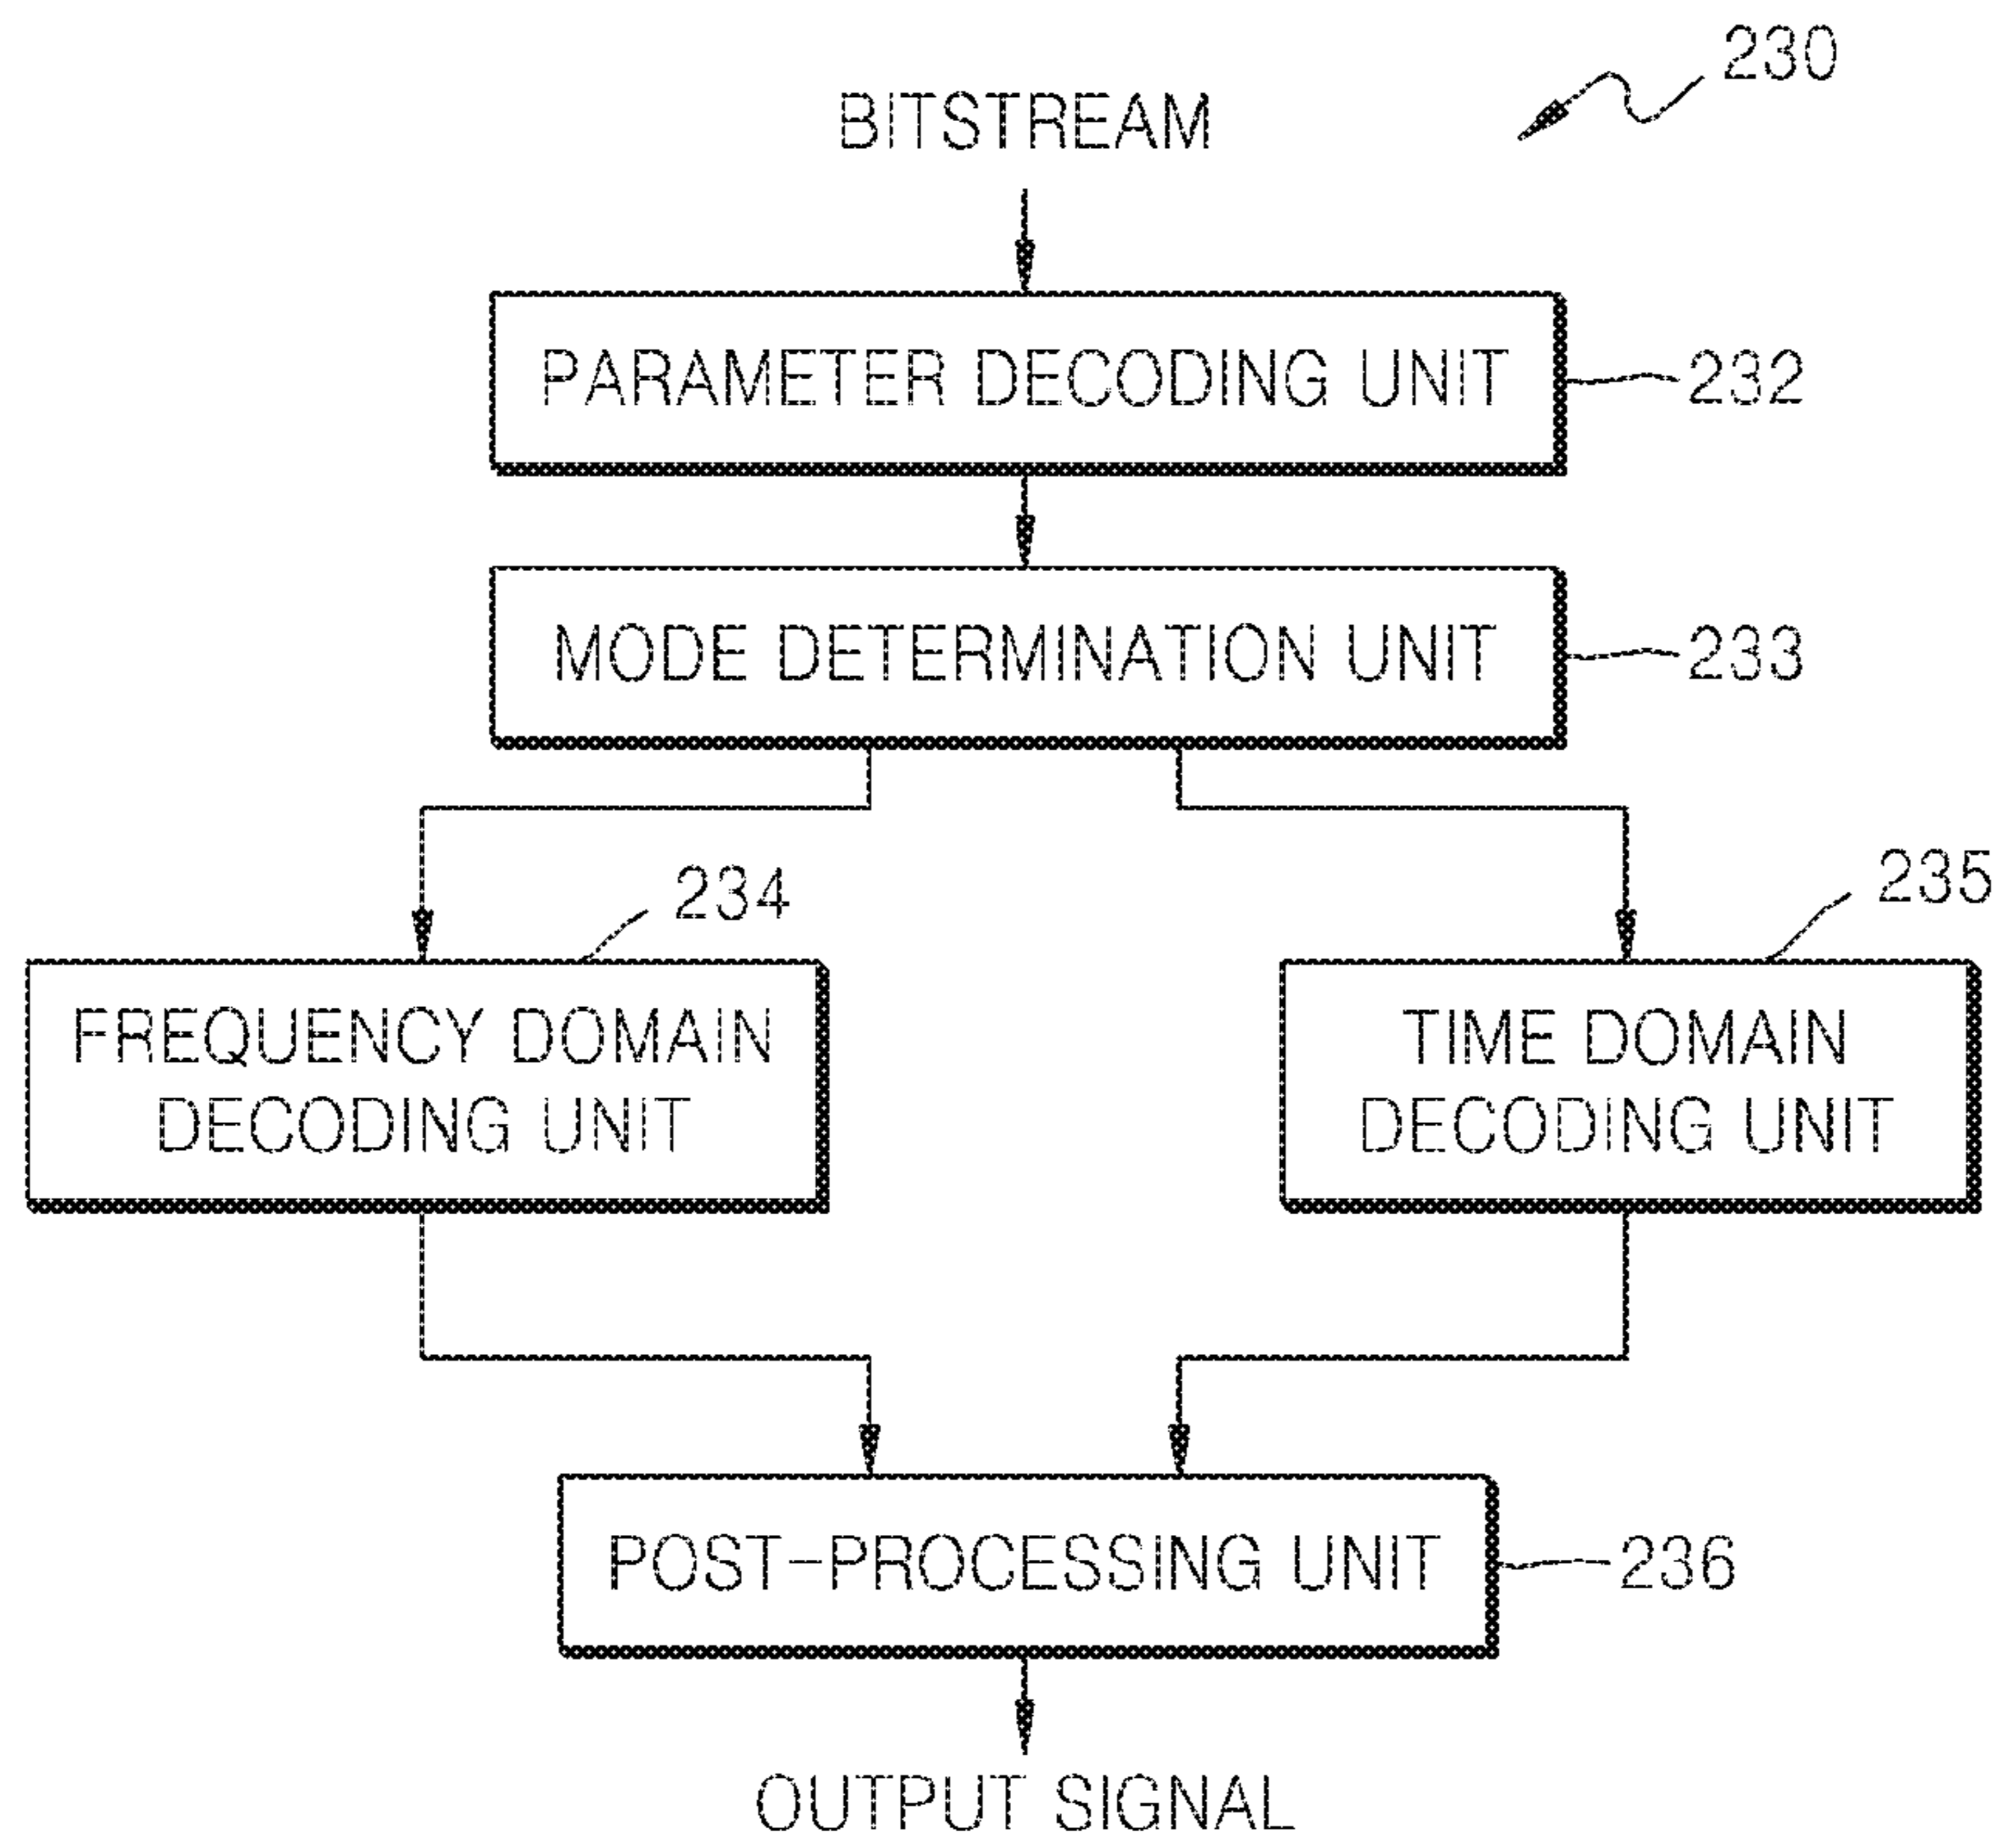 230
BITSTREAM
PARAMETER DECODING UNIT
232
MODE DETERMINATION UNIT
233
234
235
FREQUENCY DOMAIN
DECODING UNIT
TIME DOMAIN
DECODING UNIT
POST-PROCESSING UNIT
236
OUTPUT SIGNAL